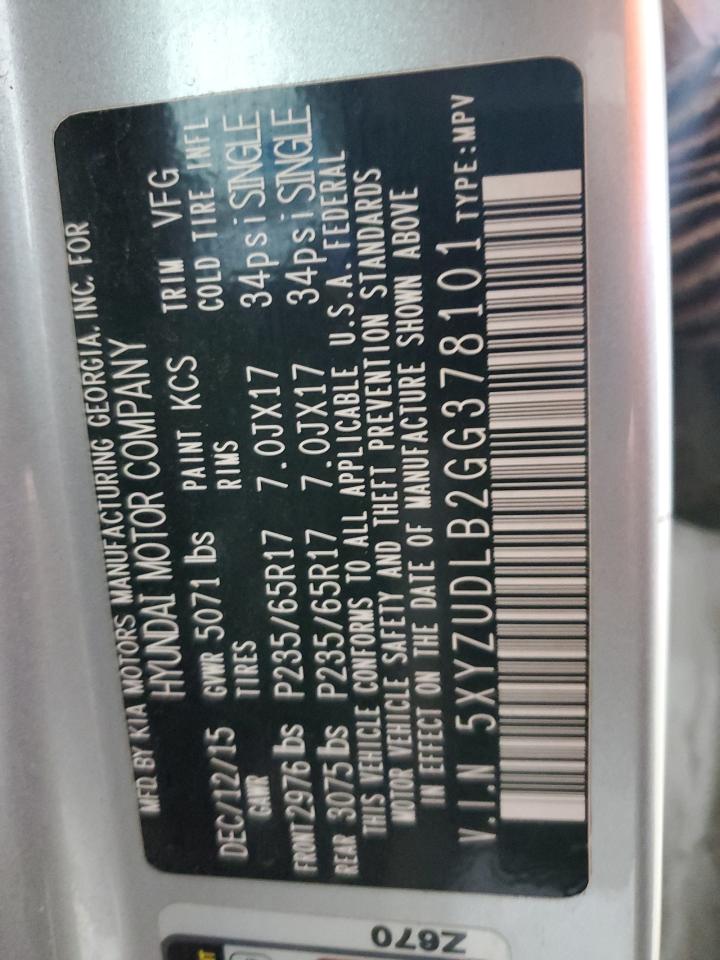 MFD BY KIA MOTORS MANUFACTURING GEORGIA. INC. FOR
HYUNDAI MOTOR COMPANY
DEC/12/15 GVWR 5071 lbs PAINT KCS TRIM VFG
GAWR TIRES RIMS COLD TIRE INFL
FRONT 2976 lbs P235/65R17 7.0JX17 34psi SINGLE
REAR 3075 lbs P235/65R17 7.0JX17 34psi SINGLE
THIS VEHICLE CONFORMS TO ALL APPLICABLE U.S.A. FEDERAL
MOTOR VEHICLE SAFETY AND THEFT PREVENTION STANDARDS
IN EFFECT ON THE DATE OF MANUFACTURE SHOWN ABOVE
V.I.N 5XYZUDLB2GG378101 TYPE:MPV
Z670